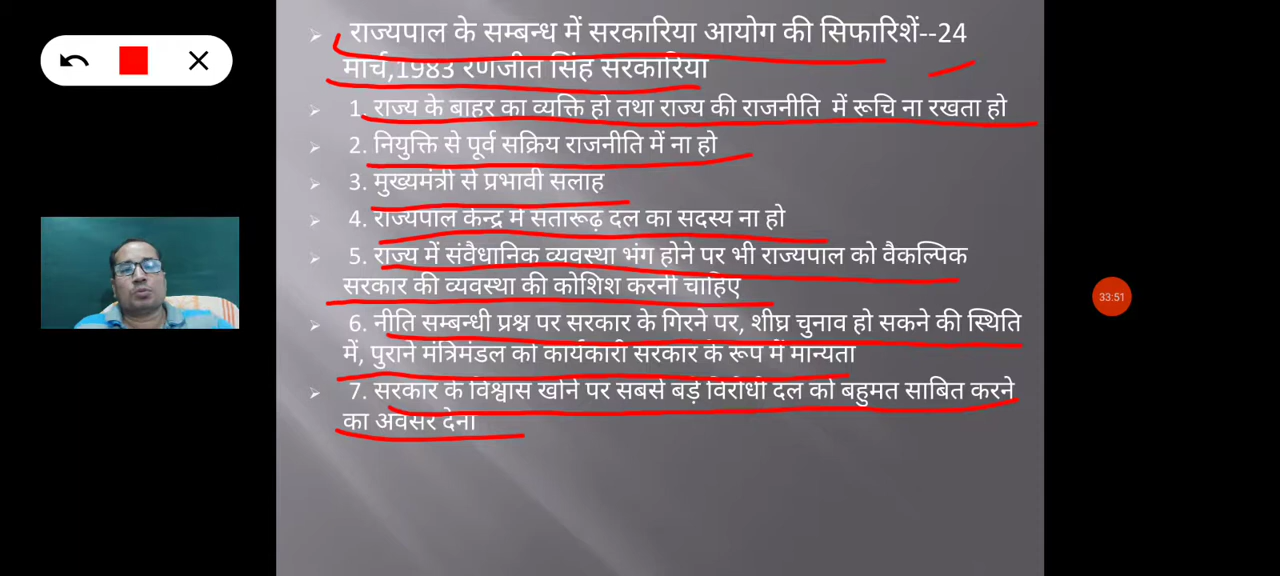 राज्यपाल के सम्बन्ध में सरकारिया आयोग की सिफारिशें--24
मार्च,1983 रणजीत सिंह सरकारिया
1. राज्य के बाहर का व्यक्ति हो तथा राज्य की राजनीति में रूचि ना रखता हो
2. नियुक्ति से पूर्व सक्रिय राजनीति में ना हो
3. मुख्यमंत्री से प्रभावी सलाह
4. राज्यपाल केन्द्र में सतारूढ़ दल का सदस्य ना हो
5. राज्य में संवैधानिक व्यवस्था भंग होने पर भी राज्यपाल को वैकल्पिक
सरकार की व्यवस्था की कोशिश करनी चाहिए
6. नीति सम्बन्धी प्रश्न पर सरकार के गिरने पर, शीघ्र चुनाव हो सकने की स्थिति
में, पुराने मंत्रिमंडल को कार्यकारी सरकार के रूप में मान्यता
7. सरकार के विश्वास खोने पर सबसे बड़े विरोधी दल को बहुमत साबित करने
का अवसर देना
33:51